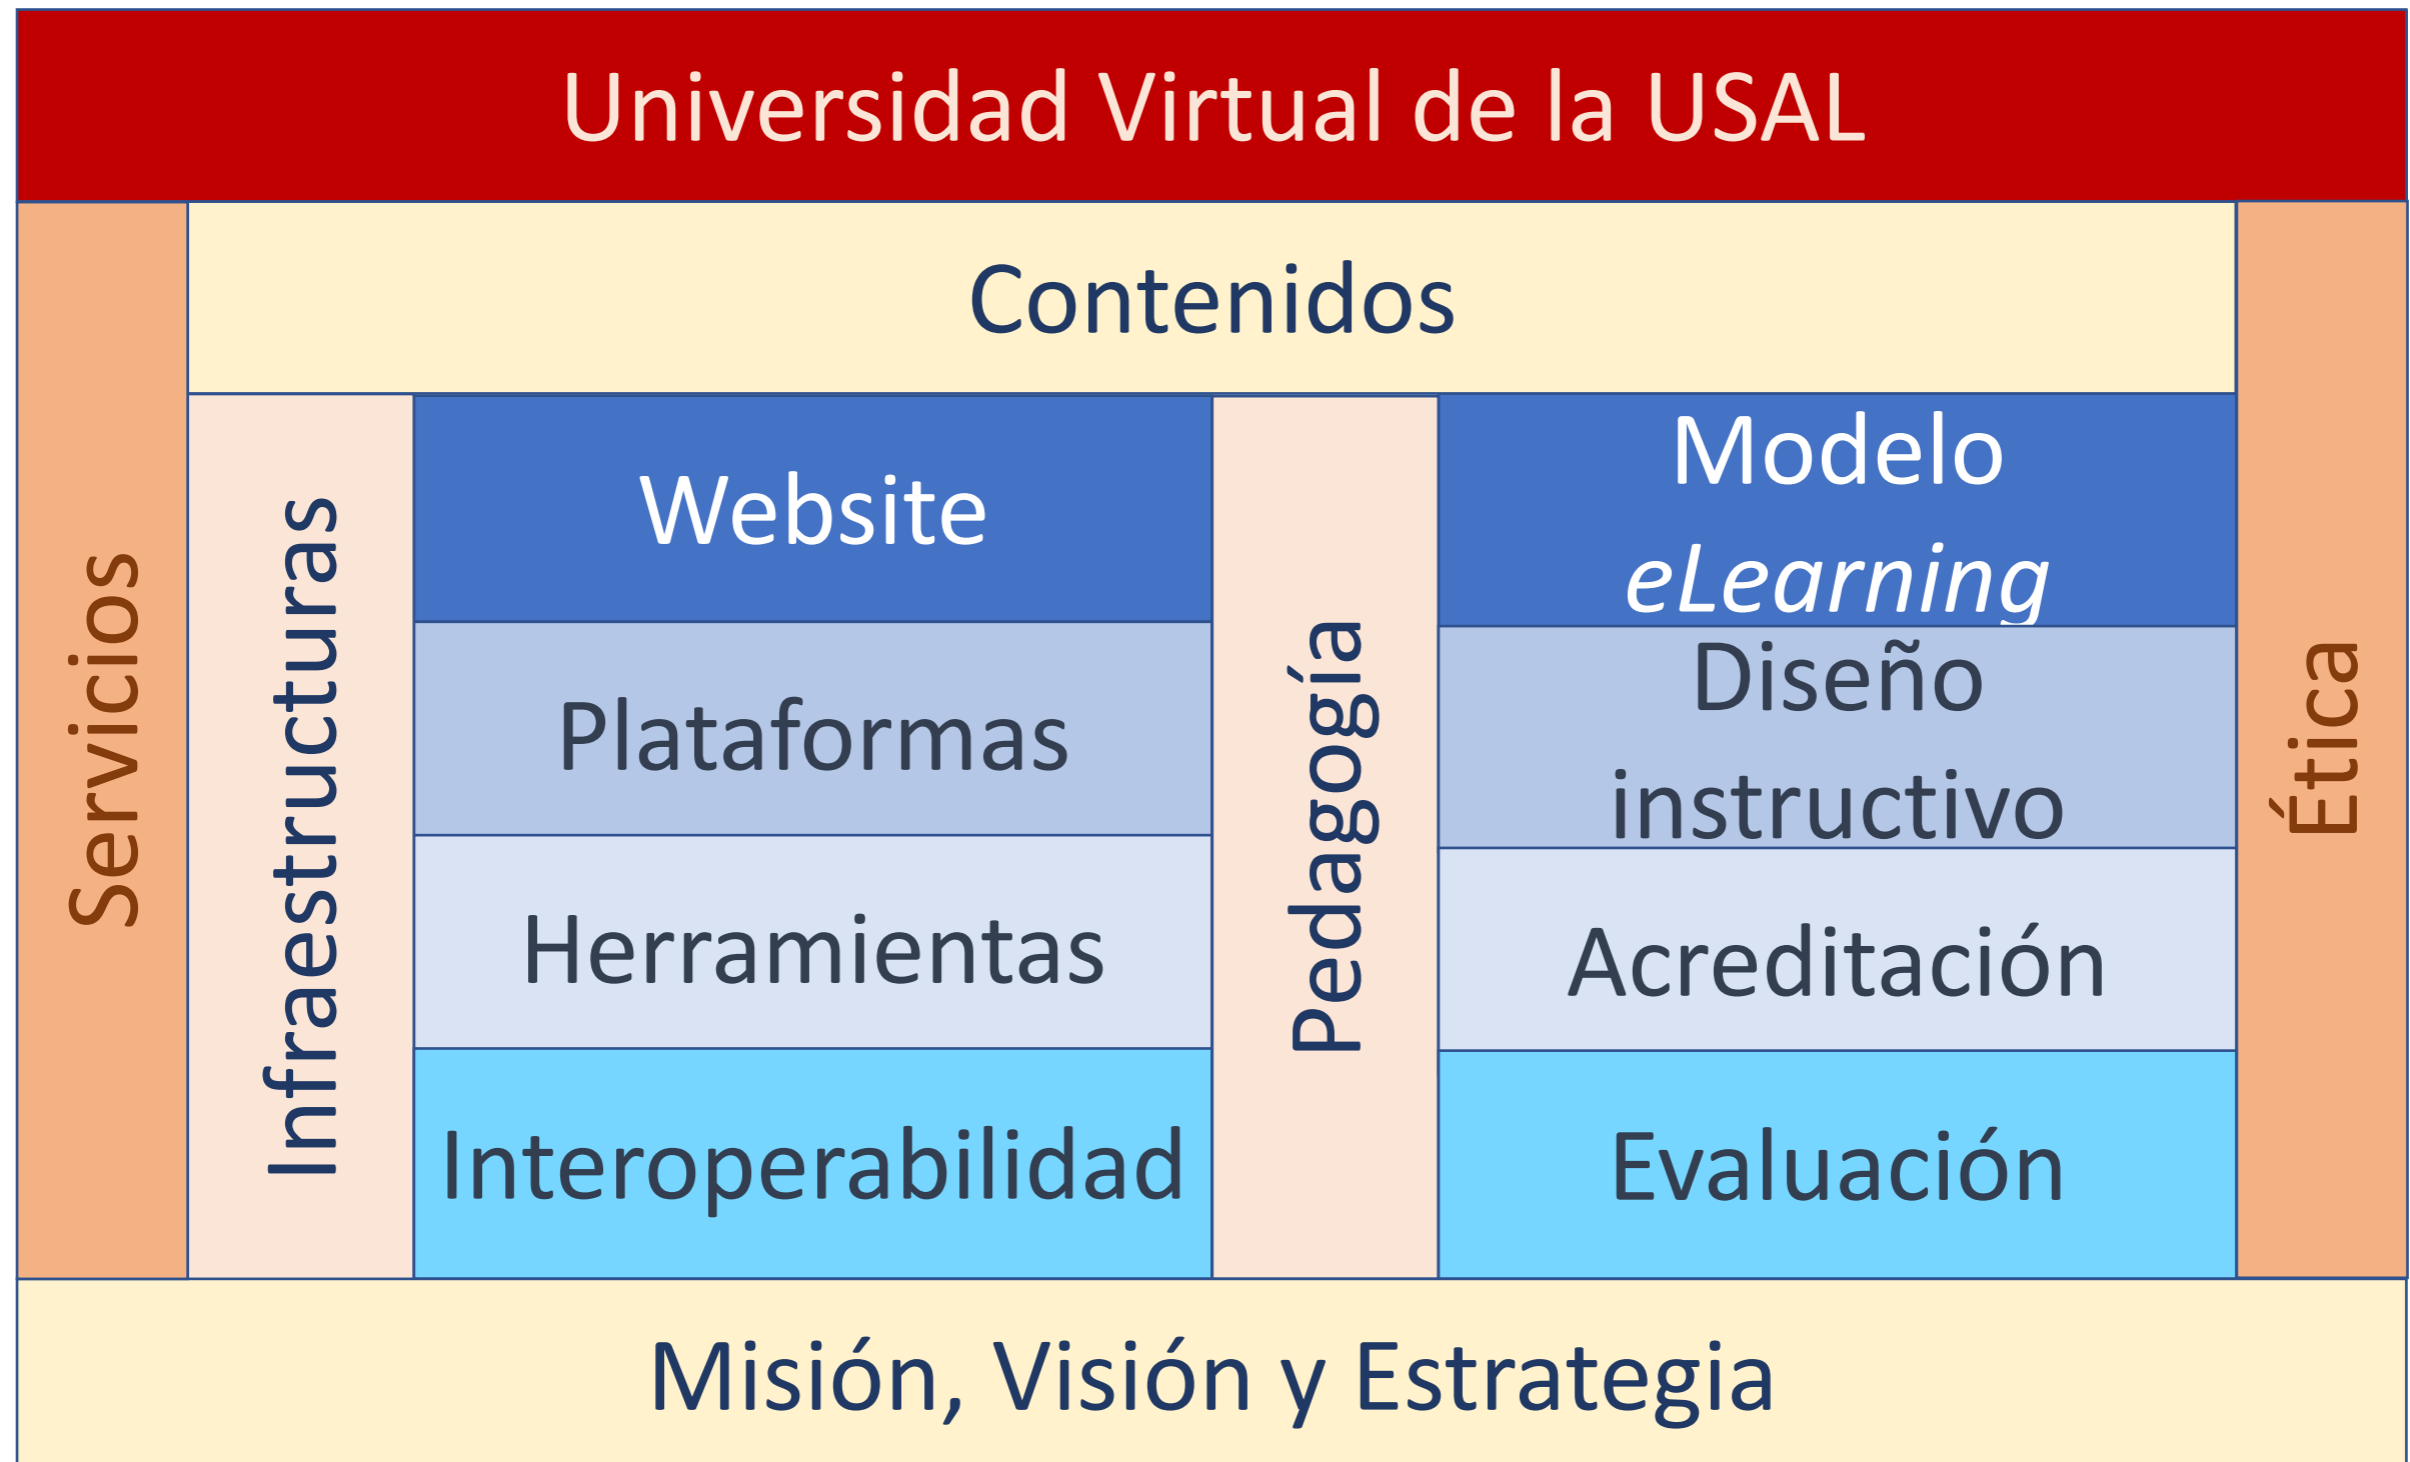 Universidad Virtual de la USAL
Servicios
Contenidos
Infraestructuras
Website
Plataformas
Herramientas
Interoperabilidad
Pedagogía
Modelo
eLearning
Diseño
instructivo
Acreditación
Evaluación
Ética
Misión, Visión y Estrategia